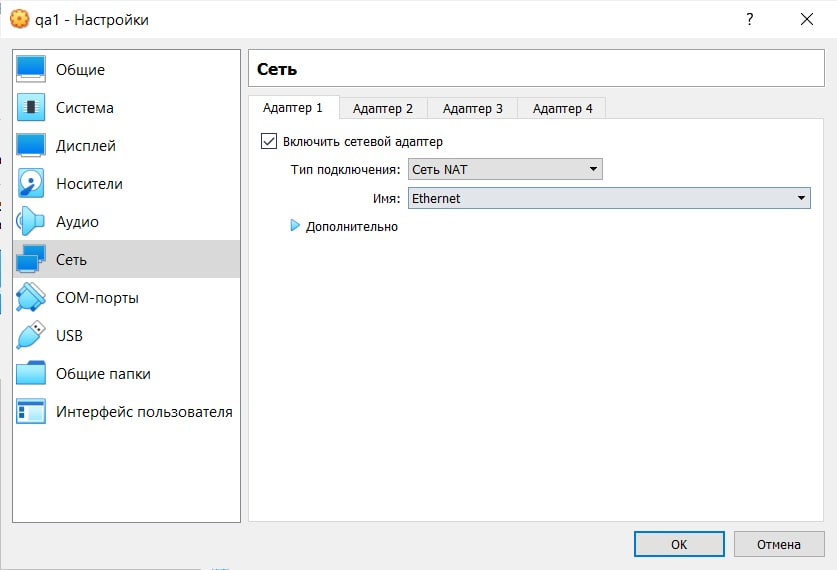 qa1 - Настройки
?
Общие
Система
Дисплей
Носители
Аудио
Сеть
COM-порты
USB
Общие папки
Интерфейс пользователя
Сеть
Адаптер 1 Адаптер 2 Адаптер 3 Адаптер 4
Включить сетевой адаптер
Тип подключения: Сеть NAT
Имя: Ethernet
Дополнительно
OK Отмена